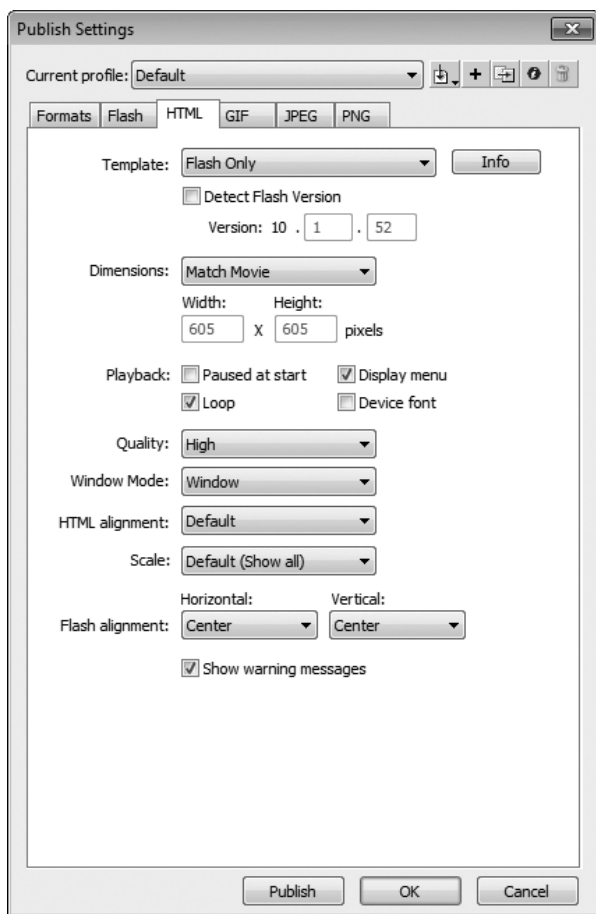 Publish Settings
Current profile: Default
Formats Flash HTML GIF JPEG PNG
Template: Flash Only Info
Detect Flash Version
Version: 10 . 1 . 52
Dimensions: Match Movie
Width: Height:
605 X 605 pixels
Playback: Paused at start Display menu
Loop Device font
Quality: High
Window Mode: Window
HTML alignment: Default
Scale: Default (Show all)
Horizontal: Vertical:
Flash alignment: Center Center
Show warning messages
Publish OK Cancel